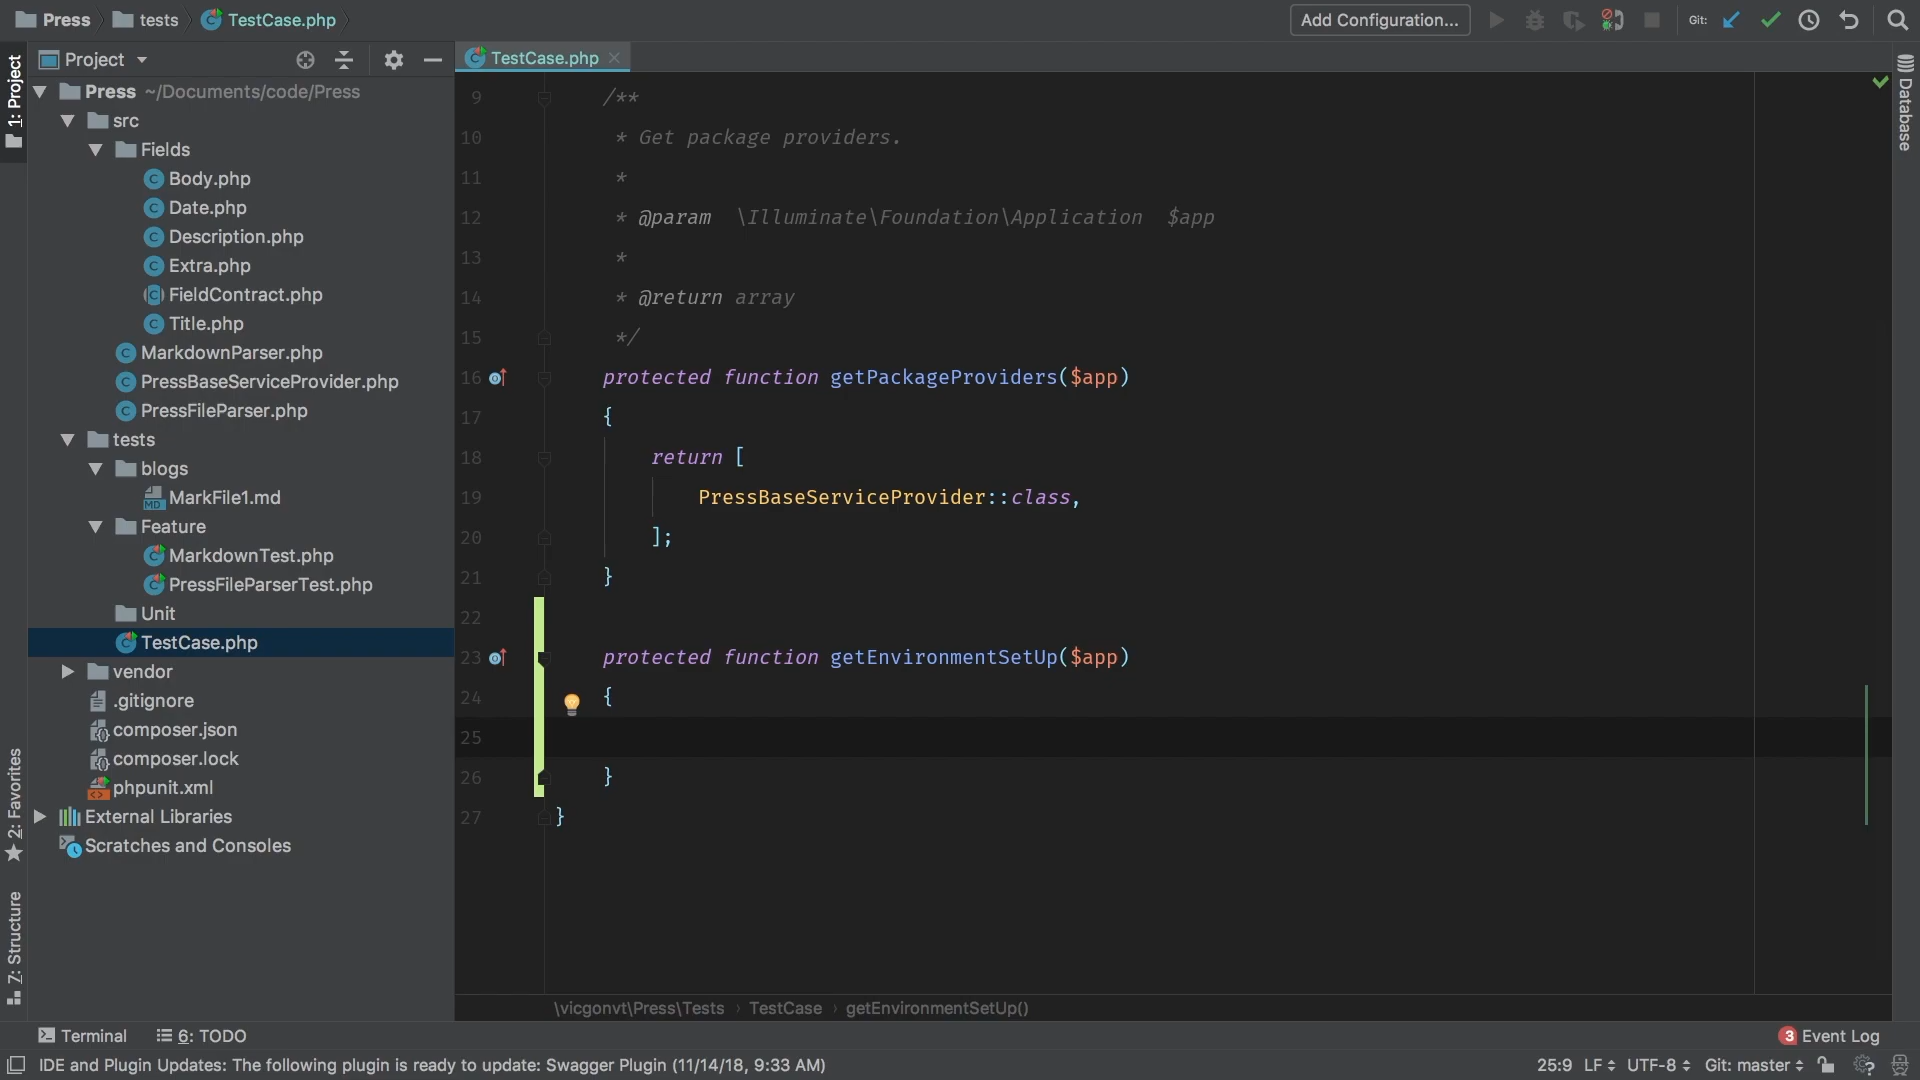 Press tests TestCase.php Add Configuration... Git:
Project TestCase.php
1: Project
Database
Press ~/Documents/code/Press
src
Fields
Body.php
Date.php
Description.php
Extra.php
FieldContract.php
Title.php
MarkdownParser.php
PressBaseServiceProvider.php
PressFileParser.php
tests
blogs
MarkFile1.md
Feature
MarkdownTest.php
PressFileParserTest.php
Unit
TestCase.php
vendor
.gitignore
composer.json
composer.lock
phpunit.xml
External Libraries
Scratches and Consoles
2: Favorites
Z: Structure
9 /**
10 * Get package providers.
11 *
12 * @param \Illuminate\Foundation\Application $app
13 *
14 * @return array
15 */
16 protected function getPackageProviders($app)
17 {
18 return [
19 PressBaseServiceProvider::class,
20 ];
21 }
22
23 protected function getEnvironmentSetUp($app)
24 {
25
26 }
27 }
\vicgonvt\Press\Tests › TestCase › getEnvironmentSetUp()
Terminal 6: TODO 3 Event Log
IDE and Plugin Updates: The following plugin is ready to update: Swagger Plugin (11/14/18, 9:33 AM) 25:9 LF UTF-8 Git: master